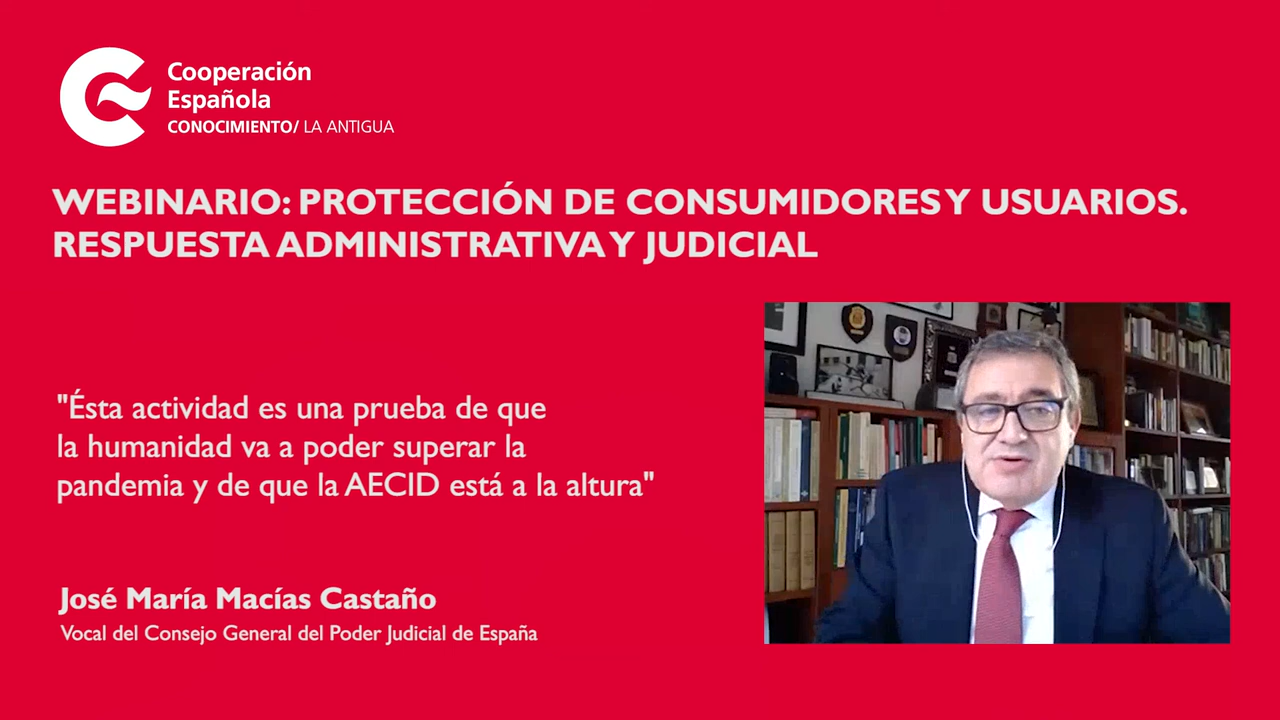 Cooperación
Española
CONOCIMIENTO/ LA ANTIGUA
WEBINARIO: PROTECCIÓN DE CONSUMIDORES Y USUARIOS.
RESPUESTA ADMINISTRATIVA Y JUDICIAL
"Ésta actividad es una prueba de que
la humanidad va a poder superar la
pandemia y de que la AECID está a la altura"
José María Macías Castaño
Vocal del Consejo General del Poder Judicial de España